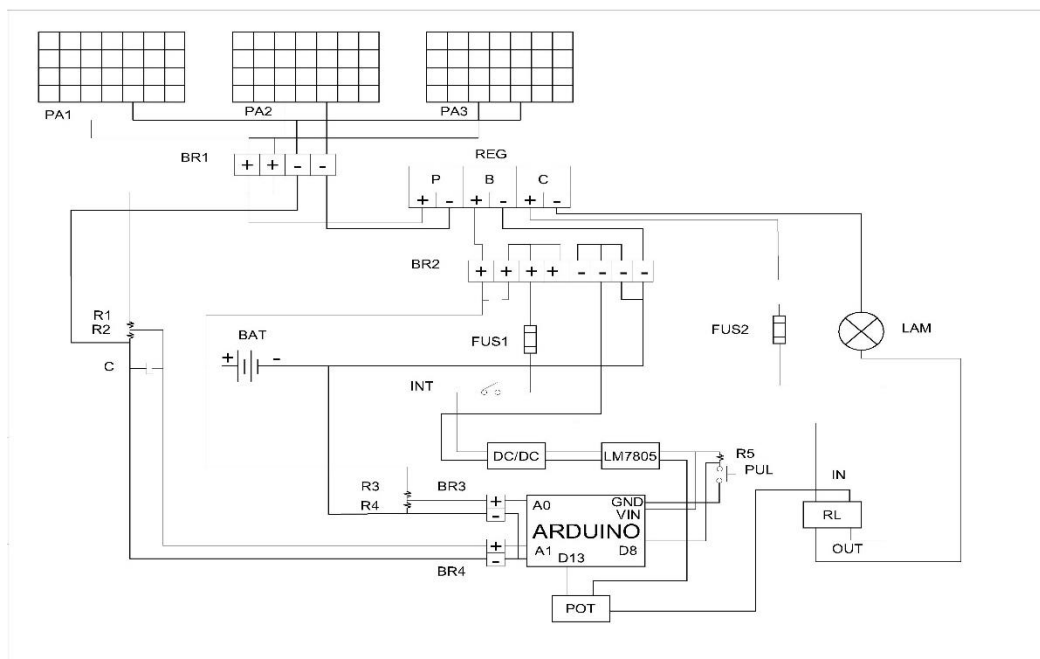 PA1
PA2
PA3
BR1
+ + - -
REG
P B C
+ - + - + -
BR2
+ + + + - - - -
R1
R2
C
BAT
+ -
FUS1
FUS2
LAM
INT
DC/DC
LM7805
R5
PUL
R3
R4
BR3
+
-
A0
GND
VIN
ARDUINO
A1
D8
D13
+
-
BR4
POT
IN
RL
OUT